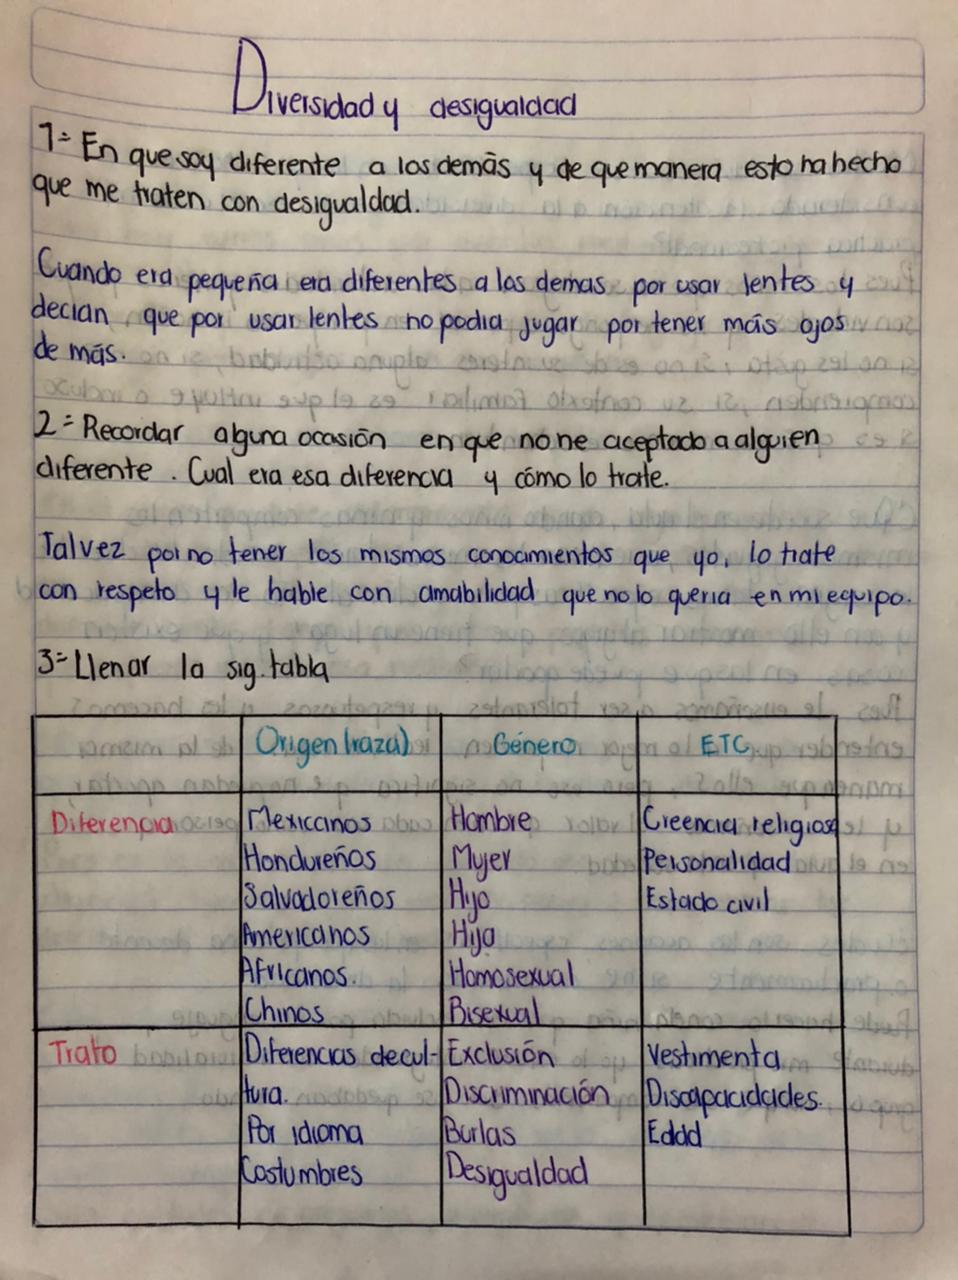 Diversidad y desigualdad
1= En que soy diferente a los demás y de que manera esto ha hecho
que me traten con desigualdad.
Cuando era pequeña era diferentes a los demas por usar lentes y
decian que por usar lentes no podia jugar por tener más ojos
de más.
2= Recordar alguna ocasión en que no he aceptado a alguien
diferente. Cual era esa diferencia y cómo lo trate.
Tal vez por no tener los mismos conocimientos que yo, lo trate
con respeto y le hable con amabilidad que no lo queria en mi equipo.
3= Llenar la sig. tabla
Origen (raza) Género ETC
Diferencia Mexicanos Hombre Creencia religiosa
Hondureños Mujer Personalidad
Salvadoreños Hijo Estado civil
Americanos Hija
Africanos. Homosexual
Chinos Bisexual
Trato Diferencias de cul- Exclusión Vestimenta
tura. Discriminación Discapacidades.
Por idioma Burlas Edad
Costumbres Desigualdad